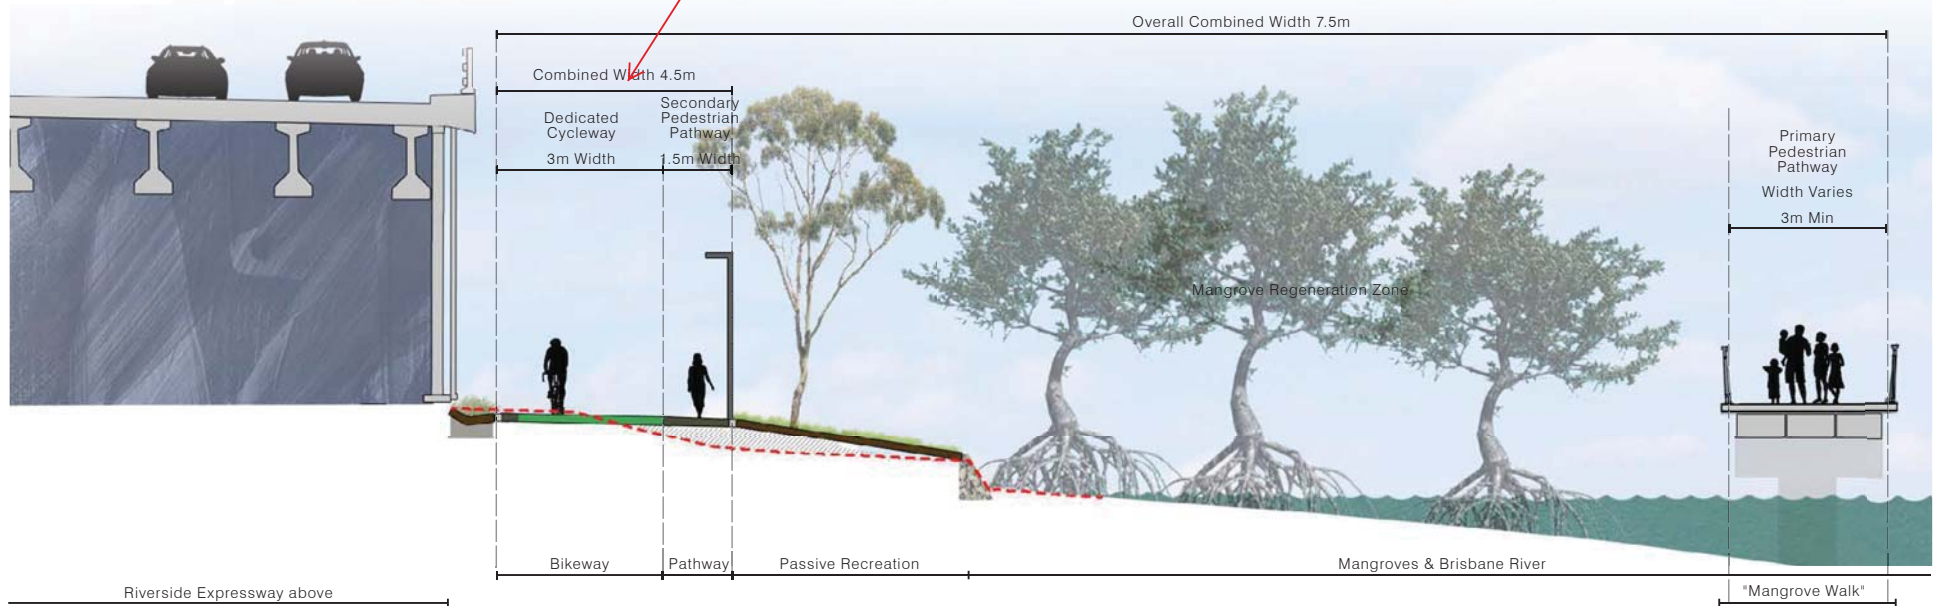 Overall Combined Width 7.5m
Combined Width 4.5m
Dedicated
Cycleway
3m Width
Secondary
Pedestrian
Pathway
1.5m Width
Primary
Pedestrian
Pathway
Width Varies
3m Min
Mangrove Regeneration Zone
Bikeway
Pathway
Passive Recreation
Mangroves & Brisbane River
Riverside Expressway above
"Mangrove Walk"